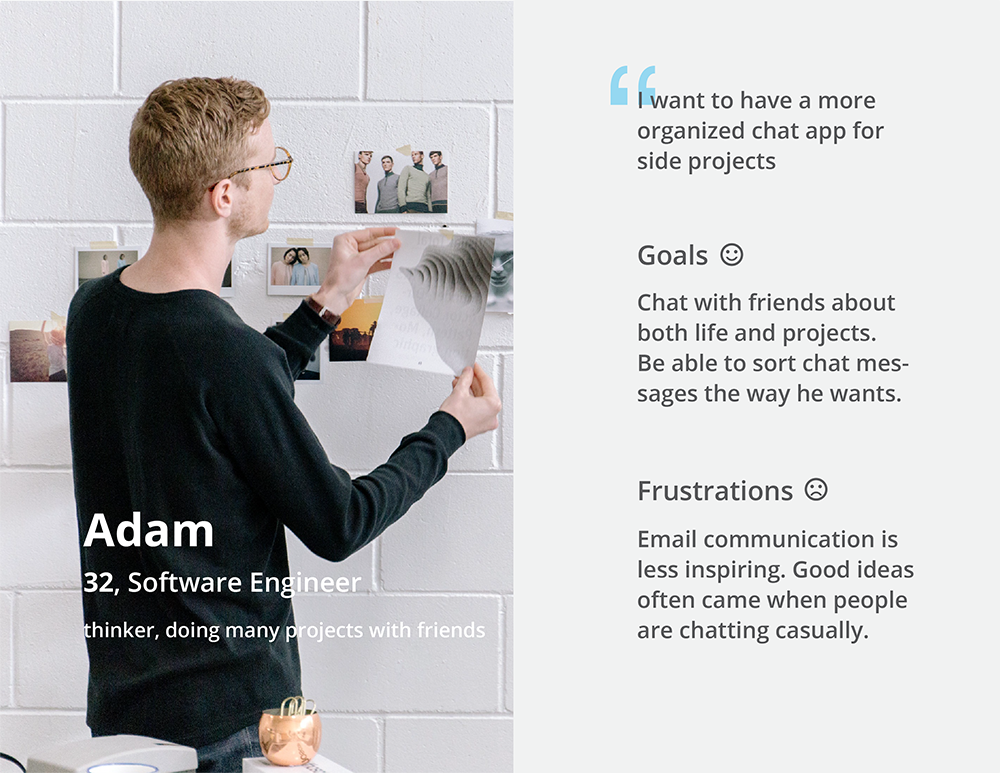 Adam
32, Software Engineer
thinker, doing many projects with friends
“
I want to have a more
organized chat app for
side projects
Goals
Chat with friends about
both life and projects.
Be able to sort chat mes-
sages the way he wants.
Frustrations
Email communication is
less inspiring. Good ideas
often came when people
are chatting casually.